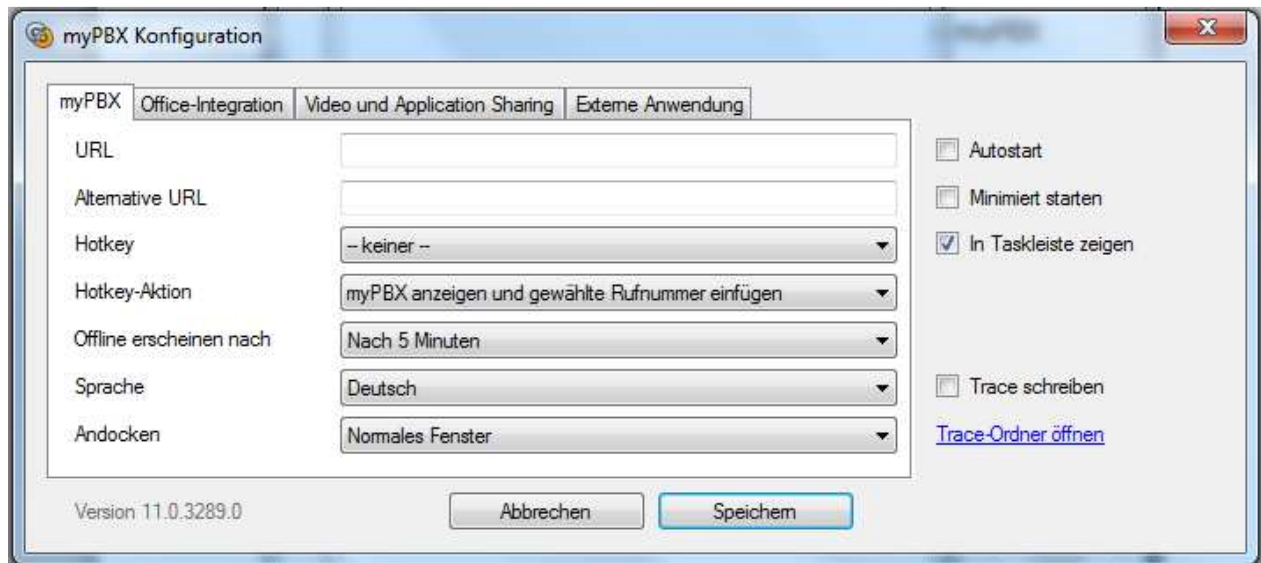 myPBX Konfiguration
myPBX Office-Integration Video und Application Sharing Externe Anwendung
URL
Autostart
Alternative URL
Minimiert starten
Hotkey -- keiner --
In Taskleiste zeigen
Hotkey-Aktion myPBX anzeigen und gewählte Rufnummer einfügen
Offline erscheinen nach Nach 5 Minuten
Sprache Deutsch
Trace schreiben
Andocken Normales Fenster
Trace-Ordner öffnen
Version 11.0.3289.0
Abbrechen Speichern